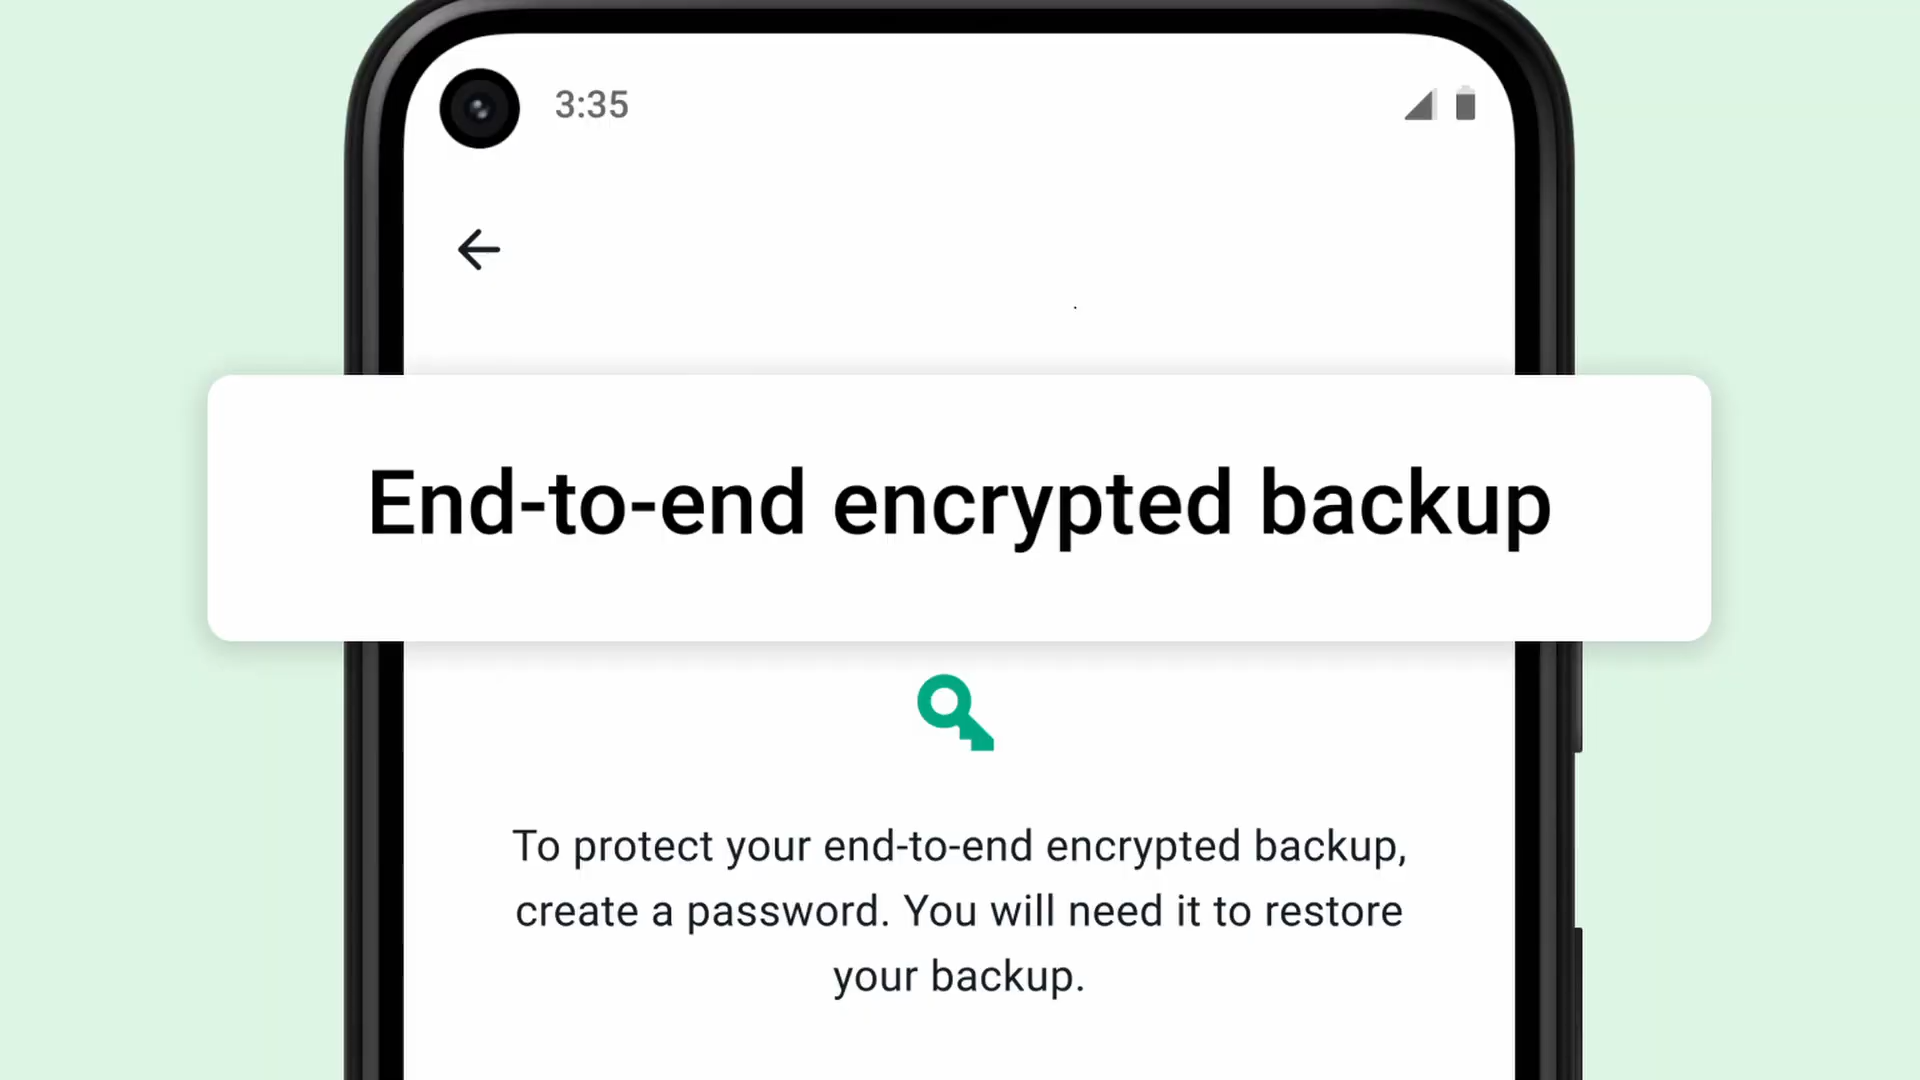 3:35
End-to-end encrypted backup
To protect your end-to-end encrypted backup,
create a password. You will need it to restore
your backup.